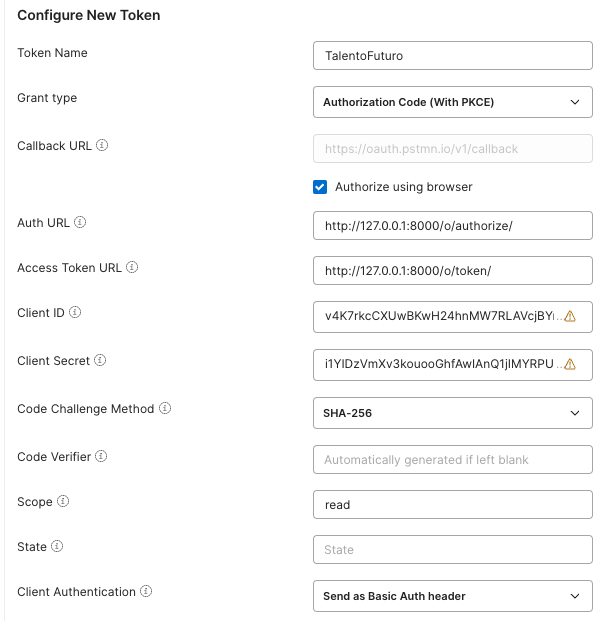 Configure New Token
Token Name
TalentoFuturo
Grant type
Authorization Code (With PKCE)
Callback URL
https://oauth.pstmn.io/v1/callback
Authorize using browser
Auth URL
http://127.0.0.1:8000/o/authorize/
Access Token URL
http://127.0.0.1:8000/o/token/
Client ID
Client Secret
Code Challenge Method
SHA-256
Code Verifier
Automatically generated if left blank
Scope
read
State
State
Client Authentication
Send as Basic Auth header